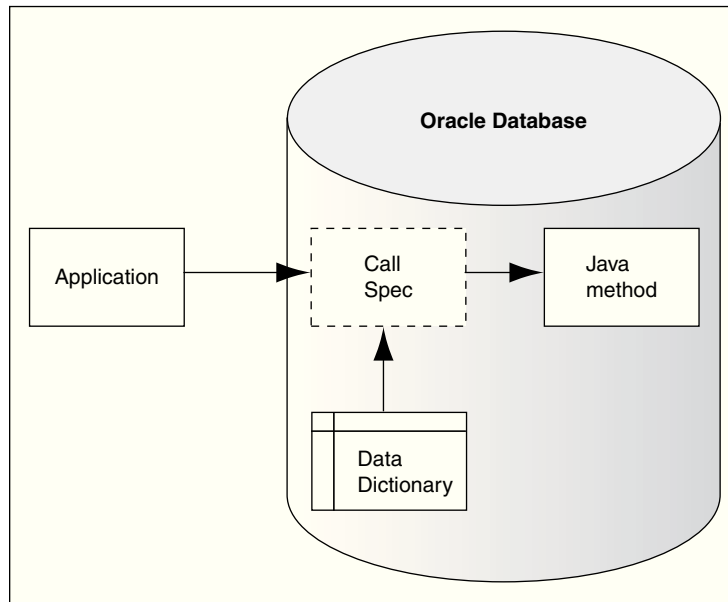 Oracle Database
Application
Call
Spec
Java
method
Data
Dictionary